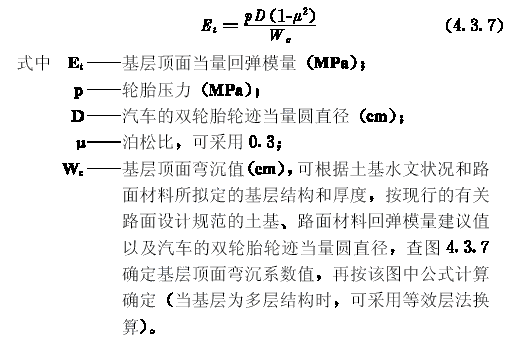 E_t = pD(1-μ²)/W_c (4.3.7)
式中 E_t——基层顶面当量回弹模量(MPa);
p——轮胎压力(MPa);
D——汽车的双轮胎轮迹当量圆直径(cm);
μ——泊松比,可采用0.3;
W_c——基层顶面弯沉值(cm),可根据土基水文状况和路
面材料所拟定的基层结构和厚度,按现行的有关
路面设计规范的土基、路面材料回弹模量建议值
以及汽车的双轮胎轮迹当量圆直径,查图4.3.7
确定基层顶面弯沉系数值,再按该图中公式计算
确定(当基层为多层结构时,可采用等效层法换
算)。